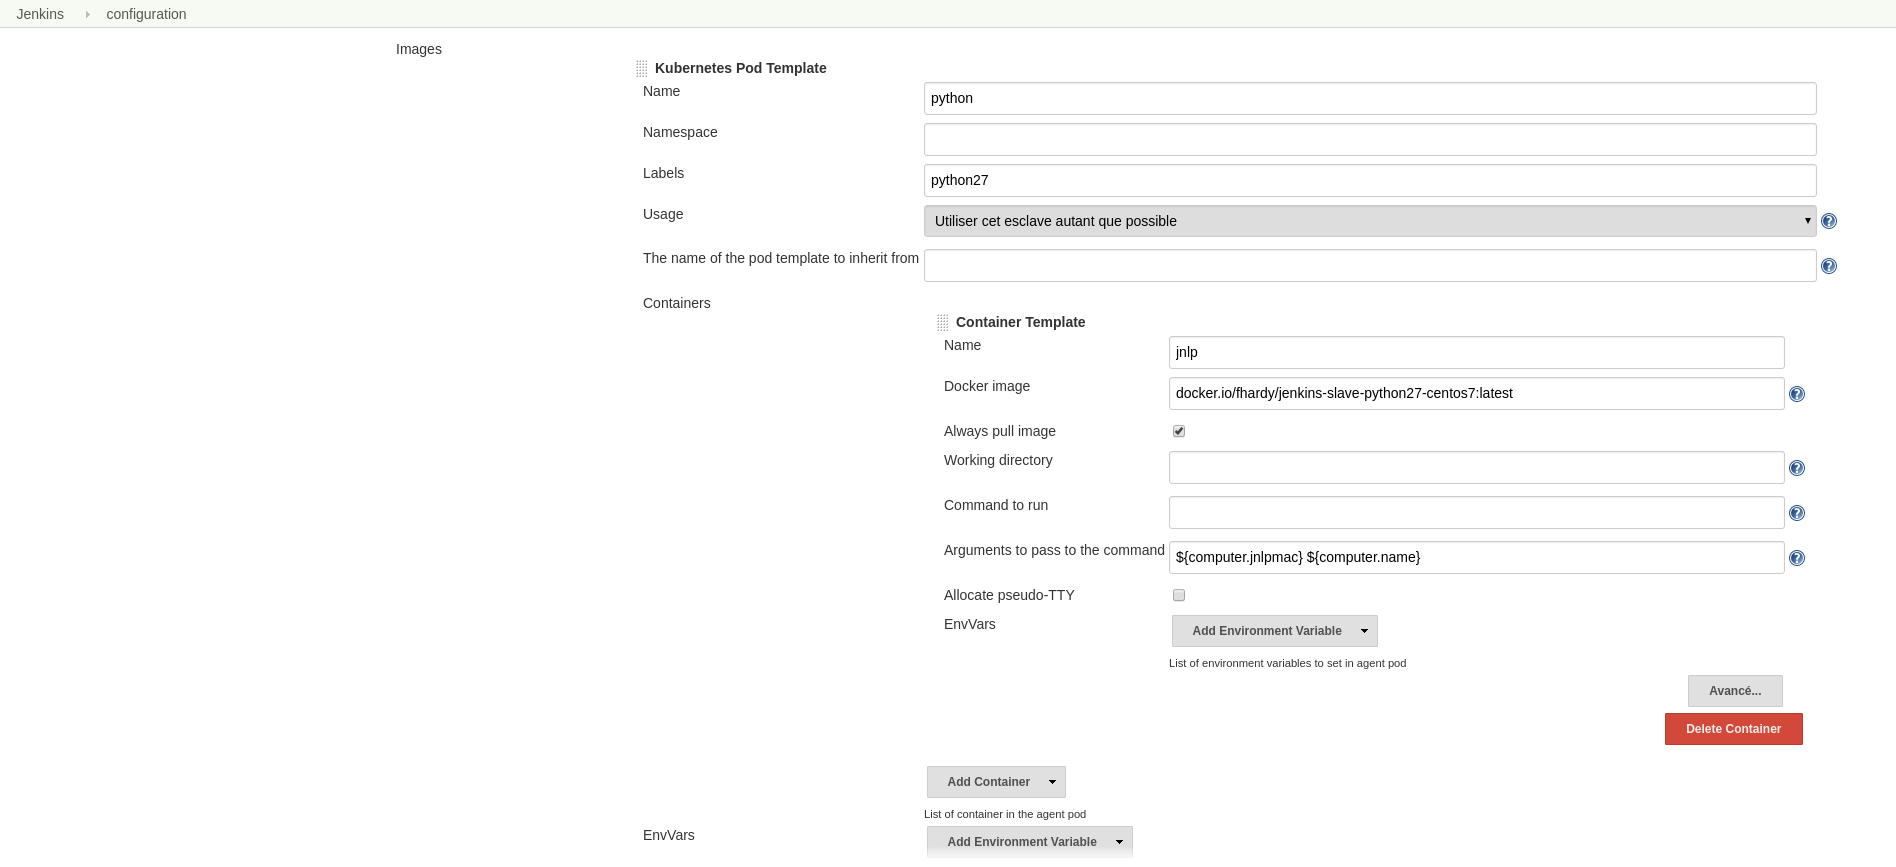 Jenkins configuration
Images
Kubernetes Pod Template
Name python
Namespace
Labels python27
Usage Utiliser cet esclave autant que possible
The name of the pod template to inherit from
Containers
Container Template
Name jnlp
Docker image docker.io/fhardy/jenkins-slave-python27-centos7:latest
Always pull image
Working directory
Command to run
Arguments to pass to the command ${computer.jnlpmac} ${computer.name}
Allocate pseudo-TTY
EnvVars Add Environment Variable
List of environment variables to set in agent pod
Avancé...
Delete Container
Add Container
List of container in the agent pod
EnvVars Add Environment Variable